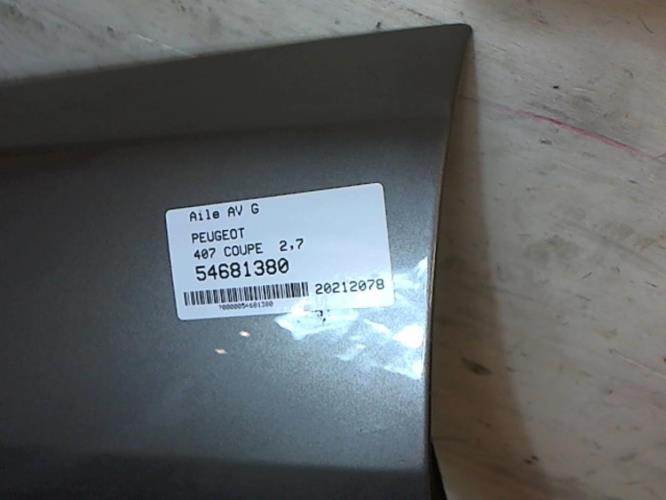 Aile AV G
PEUGEOT
407 COUPE 2,7
54681380
20212078